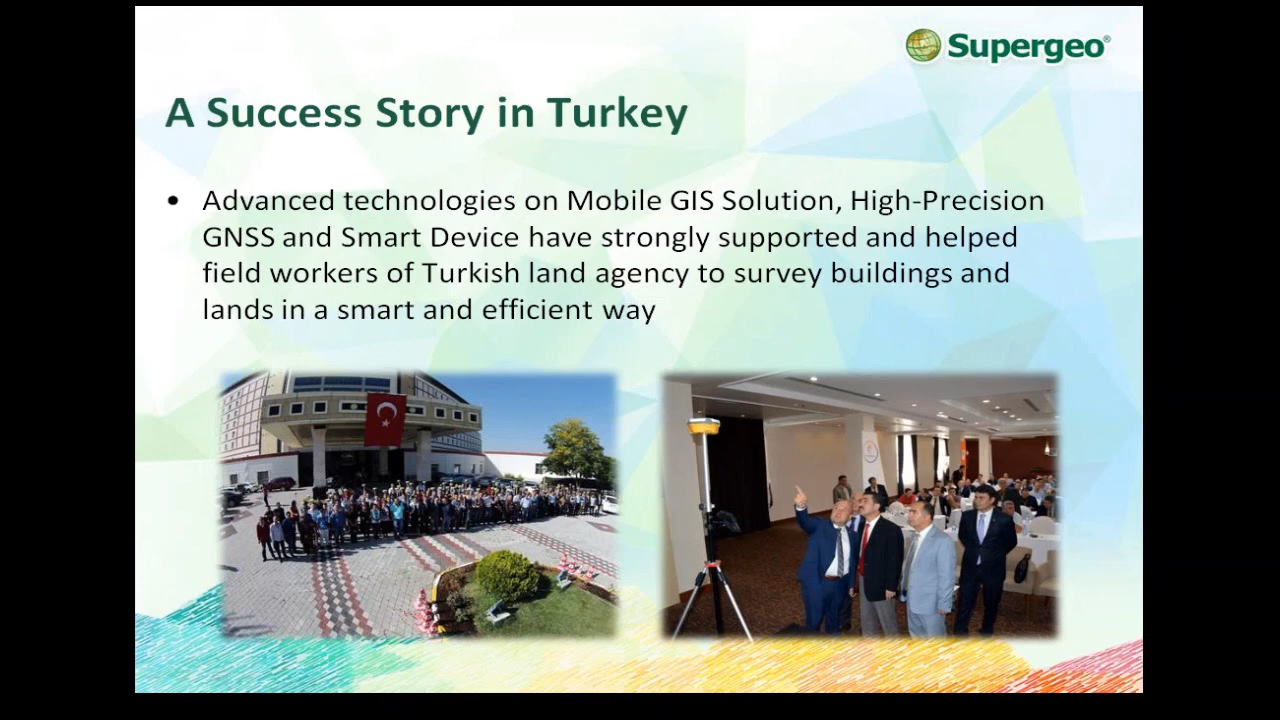 Supergeo®
A Success Story in Turkey
• Advanced technologies on Mobile GIS Solution, High-Precision
GNSS and Smart Device have strongly supported and helped
field workers of Turkish land agency to survey buildings and
lands in a smart and efficient way